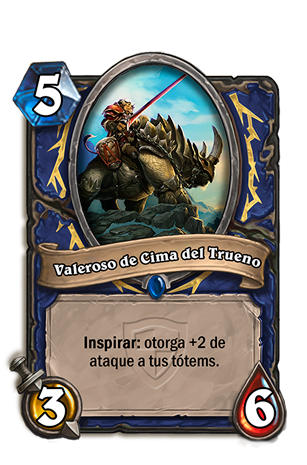 5
Valeroso de Cima del Trueno
Inspirar: otorga +2 de
ataque a tus tótems.
3
6